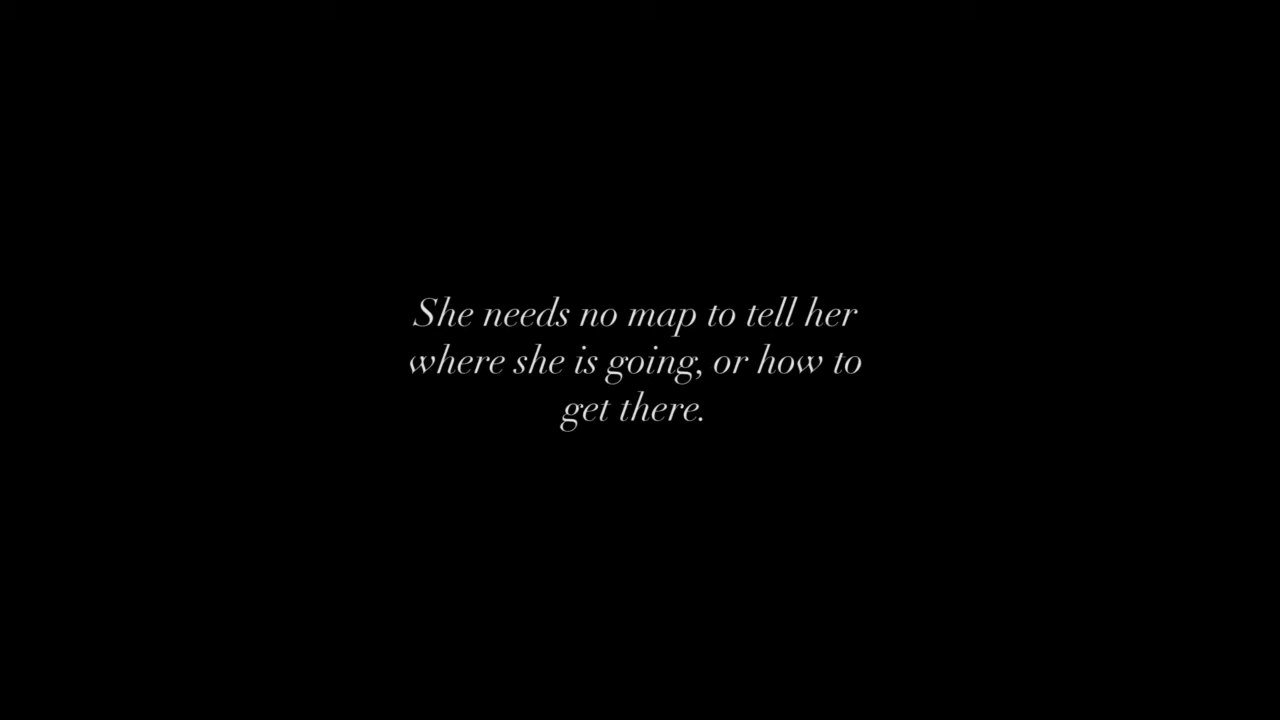 She needs no map to tell her
where she is going, or how to
get there.